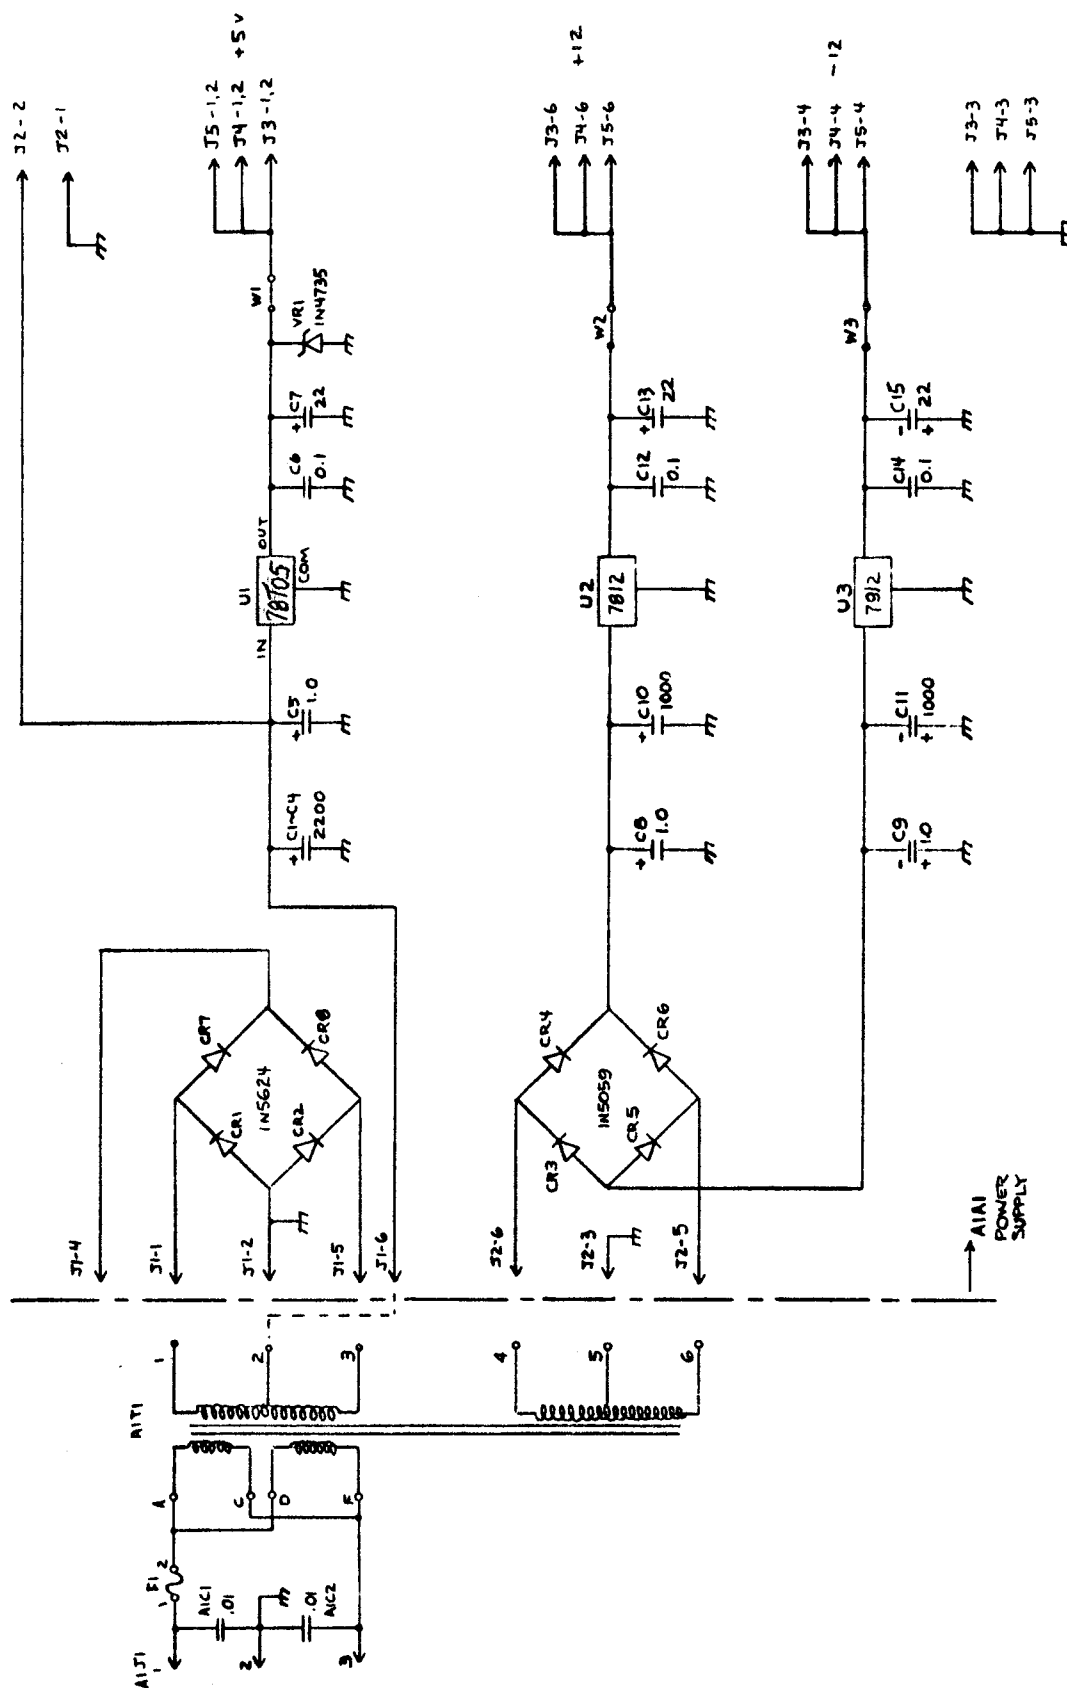 J2-2
J2-1
J5-1,2
J4-1,2 +5V
J3-1,2
W1
VR1
1N4735
C7
22
+
C6
0.1
OUT
U1
78T05
COM
IN
C5
1.0
+
C1~C4
2200
+
CR7
CR8
1N5624
CR1
CR2
J1-4
J1-1
J1-2
J1-5
J1-6
J3-6
J4-6 +12
J5-6
W2
C13
22
+
C12
0.1
U2
7812
C10
1000
+
C8
1.0
+
CR4
CR6
1N5059
CR3
CR5
J2-6
J2-3
J2-5
J3-4
J4-4 -12
J5-4
W3
C15
22
-
+
C14
0.1
U3
7912
C11
1000
-
+
C9
1.0
-
+
J3-3
J4-3
J5-3
A1A1
POWER
SUPPLY
A1T1
1
2
3
4
5
6
A
C
D
F
F1
1
2
A1C1
.01
.01
A1C2
A1J1
1
2
3